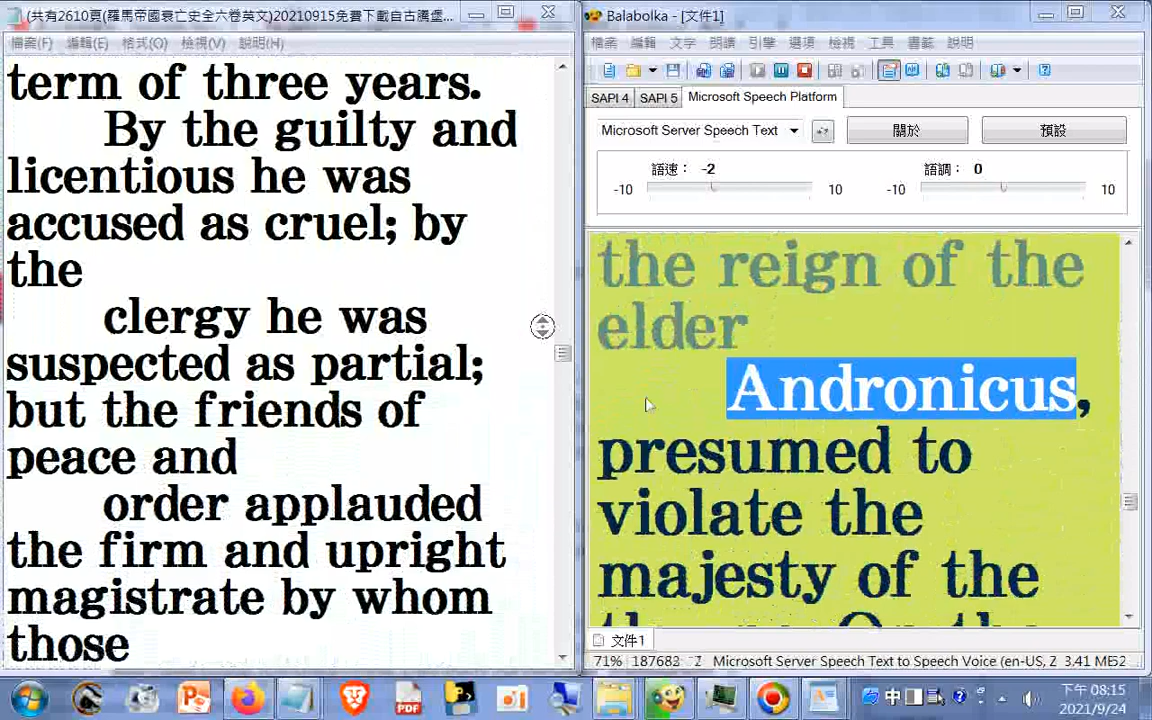 (共有2610頁(羅馬帝國衰亡史全六卷英文)20210915免費下載自古騰堡...
檔案(F) 編輯(E) 格式(O) 檢視(V) 說明(H)
term of three years.
By the guilty and
licentious he was
accused as cruel; by
the
clergy he was
suspected as partial;
but the friends of
peace and
order applauded
the firm and upright
magistrate by whom
those
Balabolka - [文件1]
檔案 編輯 文字 朗讀 引擎 選項 檢視 工具 書籤 說明
SAPI 4 SAPI 5 Microsoft Speech Platform
Microsoft Server Speech Text 關於 預設
語速: -2 語調: 0
-10 10 -10 10
the reign of the
elder
Andronicus,
presumed to
violate the
majesty of the
文件1
71% 187682 Microsoft Server Speech Text to Speech Voice (en-US, Z 3.41 MB
中
下午 08:15
2021/9/24